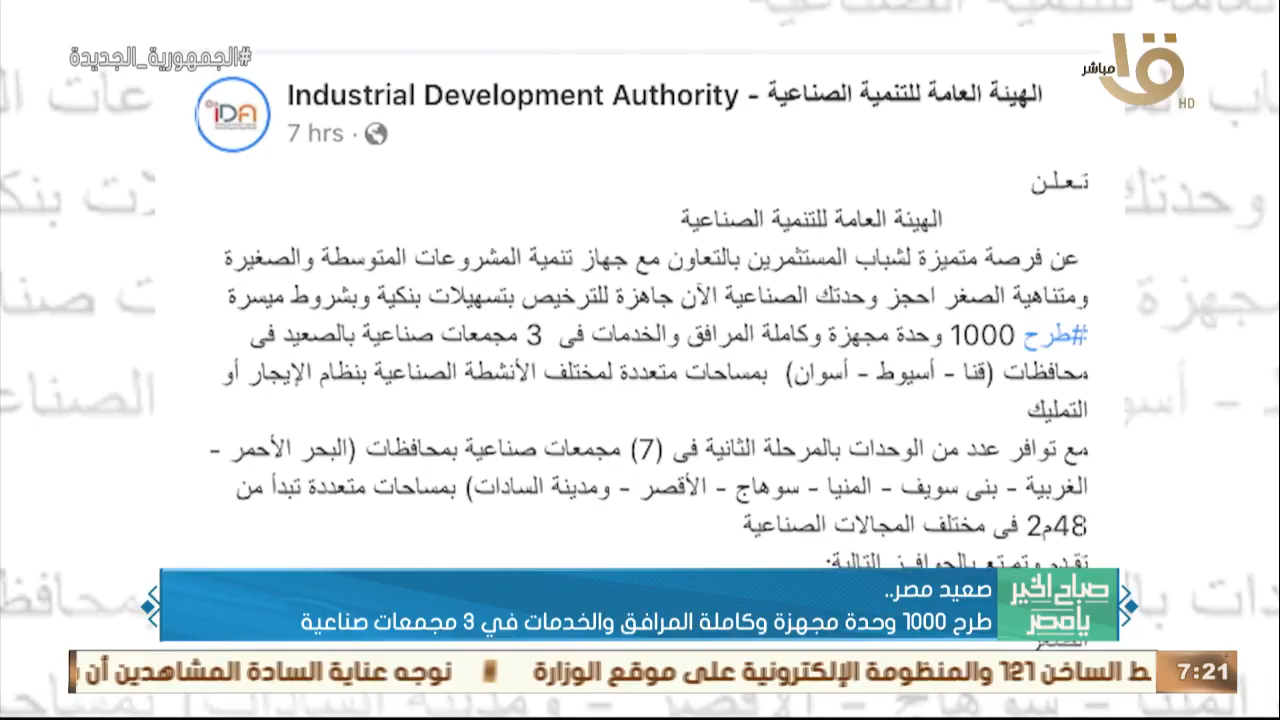 #الجمهورية_الجديدة
مباشر
HD
iDA
Industrial Development Authority - الهيئة العامة للتنمية الصناعية
7 hrs ·
تـعـلـن
الهيئة العامة للتنمية الصناعية
عن فرصة متميزة لشباب المستثمرين بالتعاون مع جهاز تنمية المشروعات المتوسطة والصغيرة
ومتناهية الصغر احجز وحدتك الصناعية الآن جاهزة للترخيص بتسهيلات بنكية وبشروط ميسرة
#طرح 1000 وحدة مجهزة وكاملة المرافق والخدمات فى 3 مجمعات صناعية بالصعيد فى
محافظات (قنا - أسيوط - أسوان) بمساحات متعددة لمختلف الأنشطة الصناعية بنظام الإيجار أو
التمليك
مع توافر عدد من الوحدات بالمرحلة الثانية فى (7) مجمعات صناعية بمحافظات (البحر الأحمر -
الغربية - بنى سويف - المنيا - سوهاج - الأقصر - ومدينة السادات) بمساحات متعددة تبدأ من
48م2 فى مختلف المجالات الصناعية
تقدم وتمتع بالحوافز التالية:
صباح الخير
يا مصر
صعيد مصر..
طرح 1000 وحدة مجهزة وكاملة المرافق والخدمات في 3 مجمعات صناعية
7:21
ط الساخن 121 والمنظومة الإلكترونية على موقع الوزارة نوجه عناية السادة المشاهدين أن